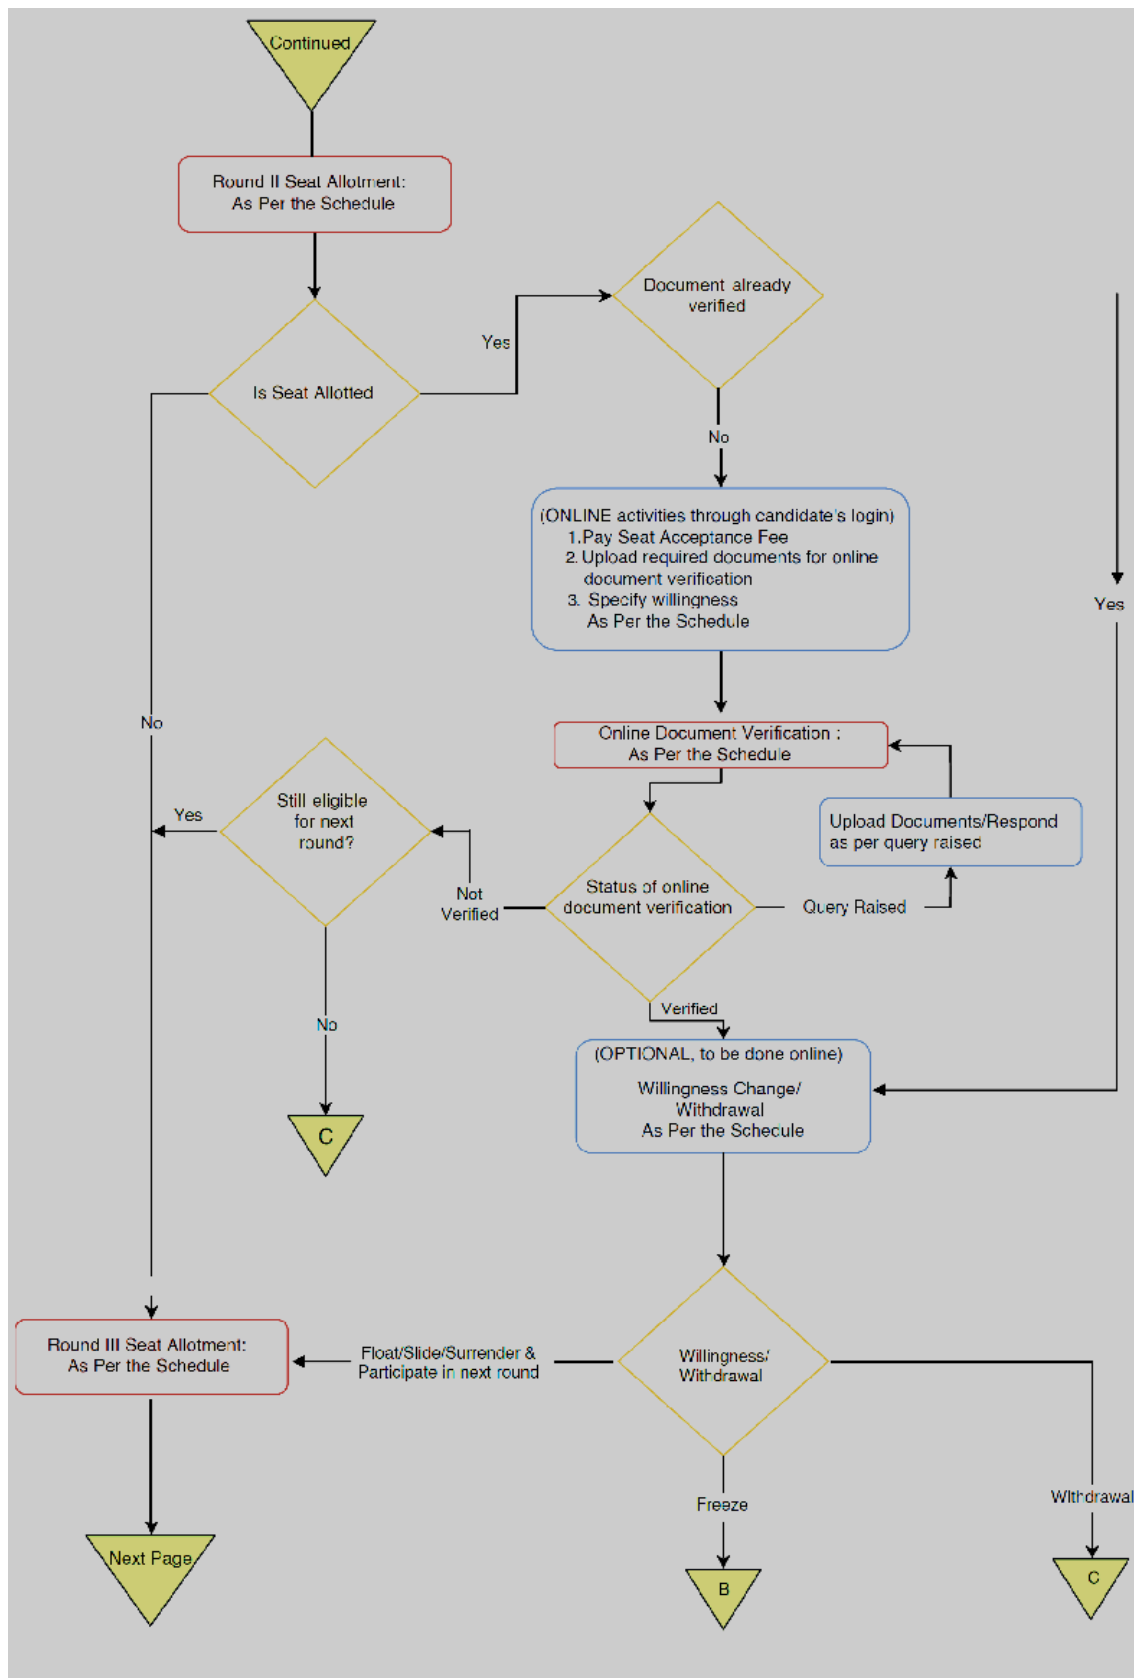 Continued
Round II Seat Allotment:
As Per the Schedule
Document already
verified
Yes
Is Seat Allotted
No
(ONLINE activities through candidate's login)
1.Pay Seat Acceptance Fee
2. Upload required documents for online
document verification
3. Specify willingness
As Per the Schedule
Yes
No
Online Document Verification :
As Per the Schedule
Still eligible
for next
round?
Yes
Upload Documents/Respond
as per query raised
Not
Verified
Status of online
document verification
Query Raised
Verified
No
(OPTIONAL, to be done online)
Willingness Change/
Withdrawal
As Per the Schedule
C
Round III Seat Allotment:
As Per the Schedule
Float/Slide/Surrender &
Participate in next round
Willingness/
Withdrawal
Freeze
Withdrawal
Next Page
B
C